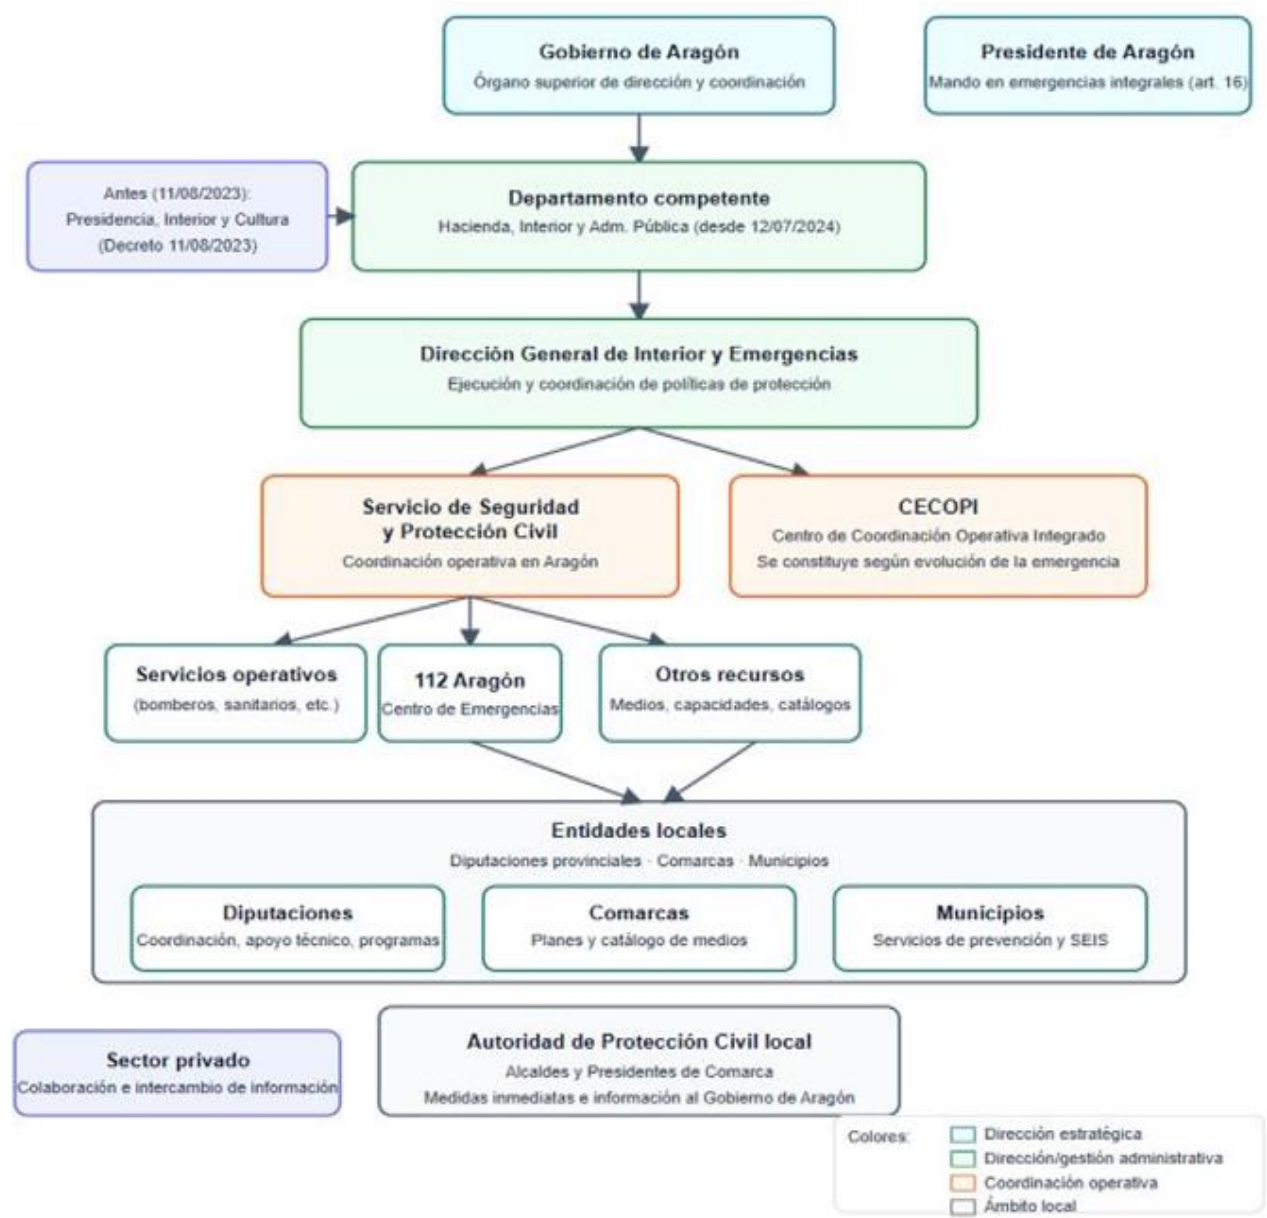 Gobierno de Aragón
Órgano superior de dirección y coordinación
Presidente de Aragón
Mando en emergencias integrales (art. 16)
Antes (11/08/2023):
Presidencia, Interior y Cultura
(Decreto 11/08/2023)
Departamento competente
Hacienda, Interior y Adm. Pública (desde 12/07/2024)
Dirección General de Interior y Emergencias
Ejecución y coordinación de políticas de protección
Servicio de Seguridad
y Protección Civil
Coordinación operativa en Aragón
CECOPI
Centro de Coordinación Operativa Integrado
Se constituye según evolución de la emergencia
Servicios operativos
(bomberos, sanitarios, etc.)
112 Aragón
Centro de Emergencias
Otros recursos
Medios, capacidades, catálogos
Entidades locales
Diputaciones provinciales · Comarcas · Municipios
Diputaciones
Coordinación, apoyo técnico, programas
Comarcas
Planes y catálogo de medios
Municipios
Servicios de prevención y SEIS
Sector privado
Colaboración e intercambio de información
Autoridad de Protección Civil local
Alcaldes y Presidentes de Comarca
Medidas inmediatas e información al Gobierno de Aragón
Colores:
Dirección estratégica
Dirección/gestión administrativa
Coordinación operativa
Ámbito local